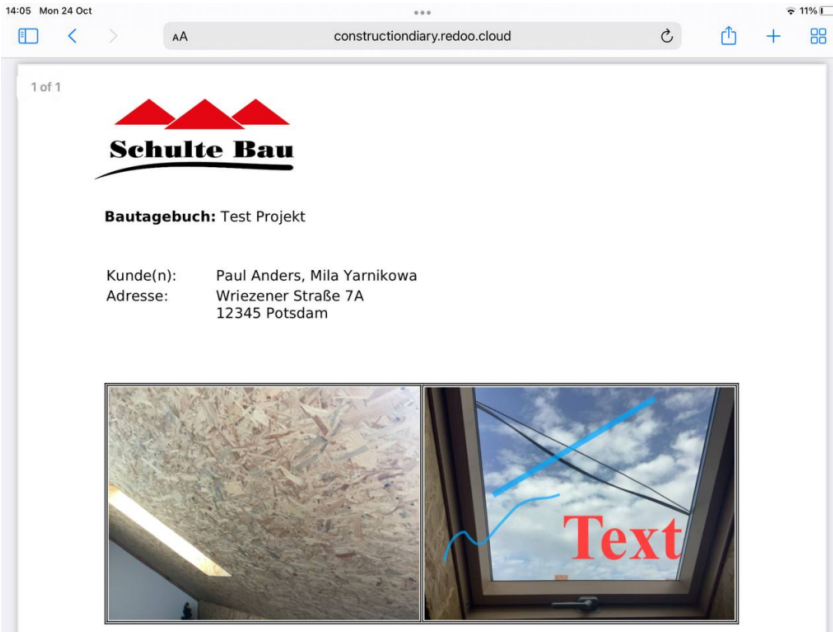 14:05 Mon 24 Oct
11%
AA
constructiondiary.redoo.cloud
1 of 1
Schulte Bau
Bautagebuch: Test Projekt
Kunde(n): Paul Anders, Mila Yarnikowa
Adresse: Wriezener Straße 7A
12345 Potsdam
Text